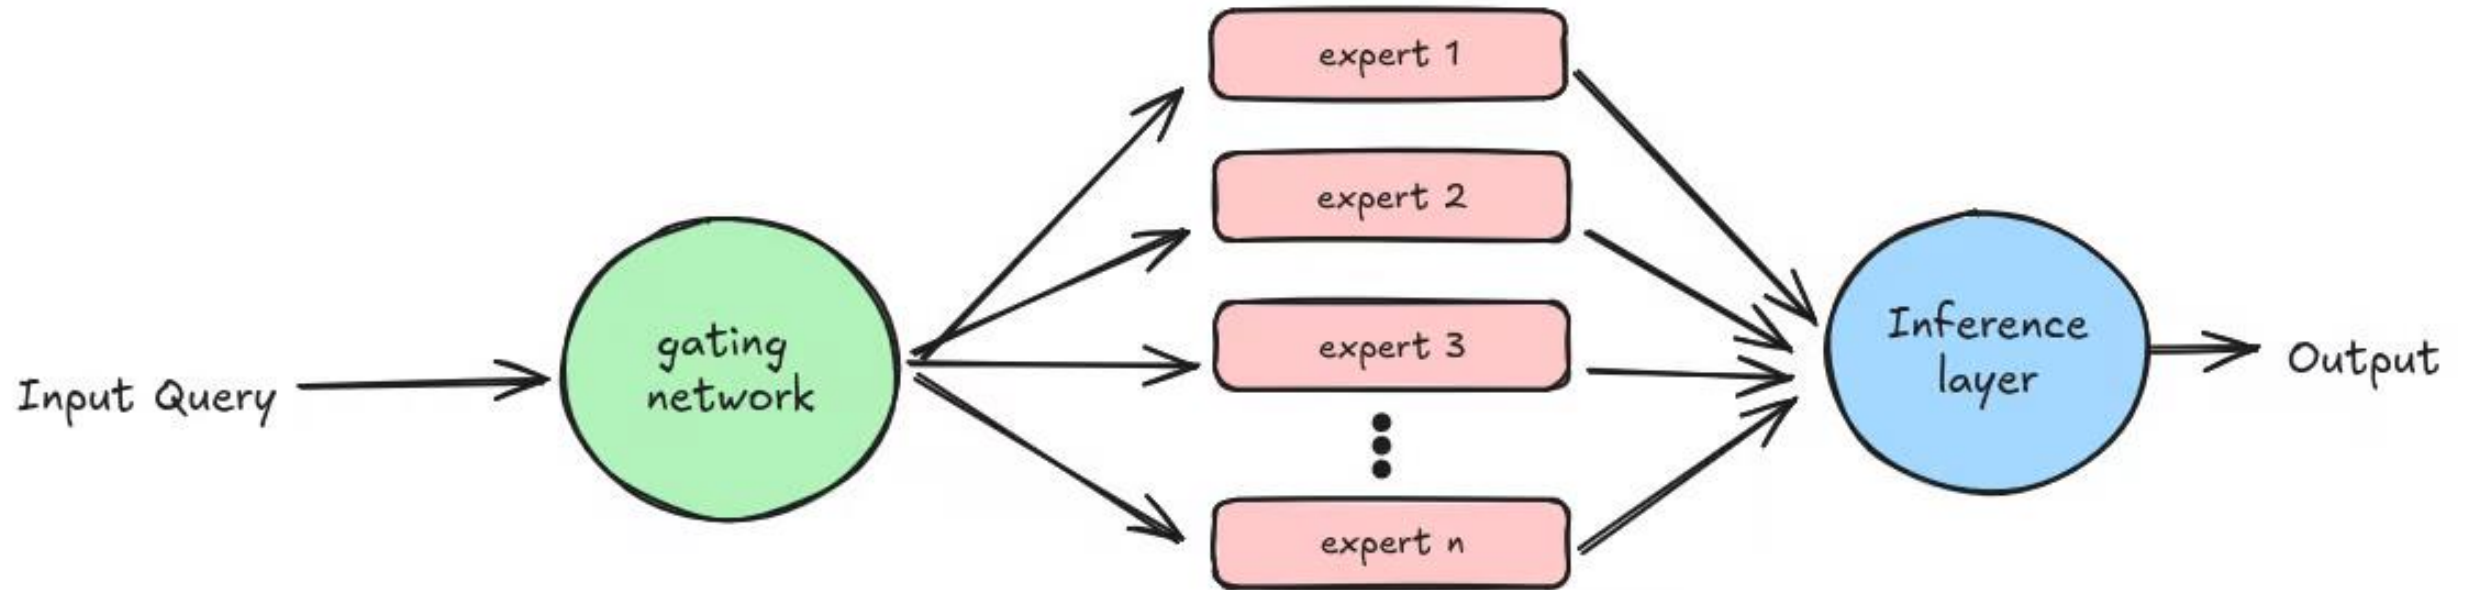 Input Query
gating
network
expert 1
expert 2
expert 3
expert n
Inference
layer
Output